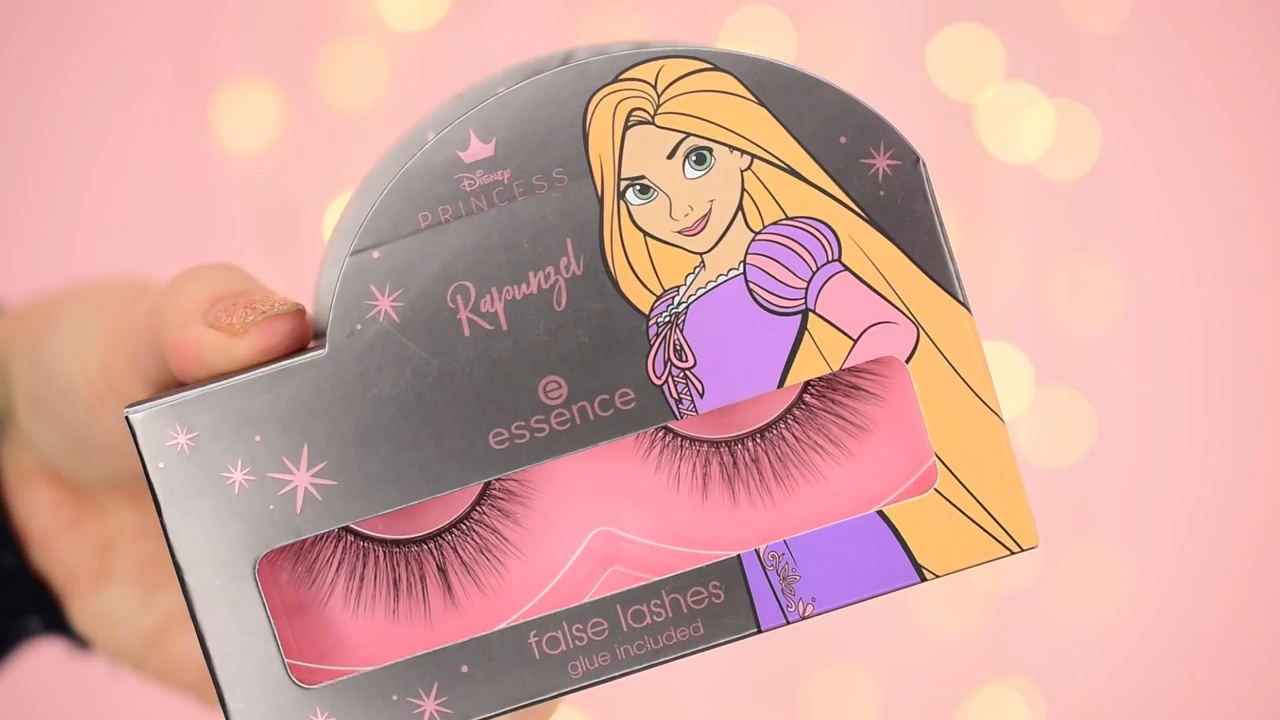 Disney
PRINCESS
Rapunzel
e
essence
false lashes
glue included